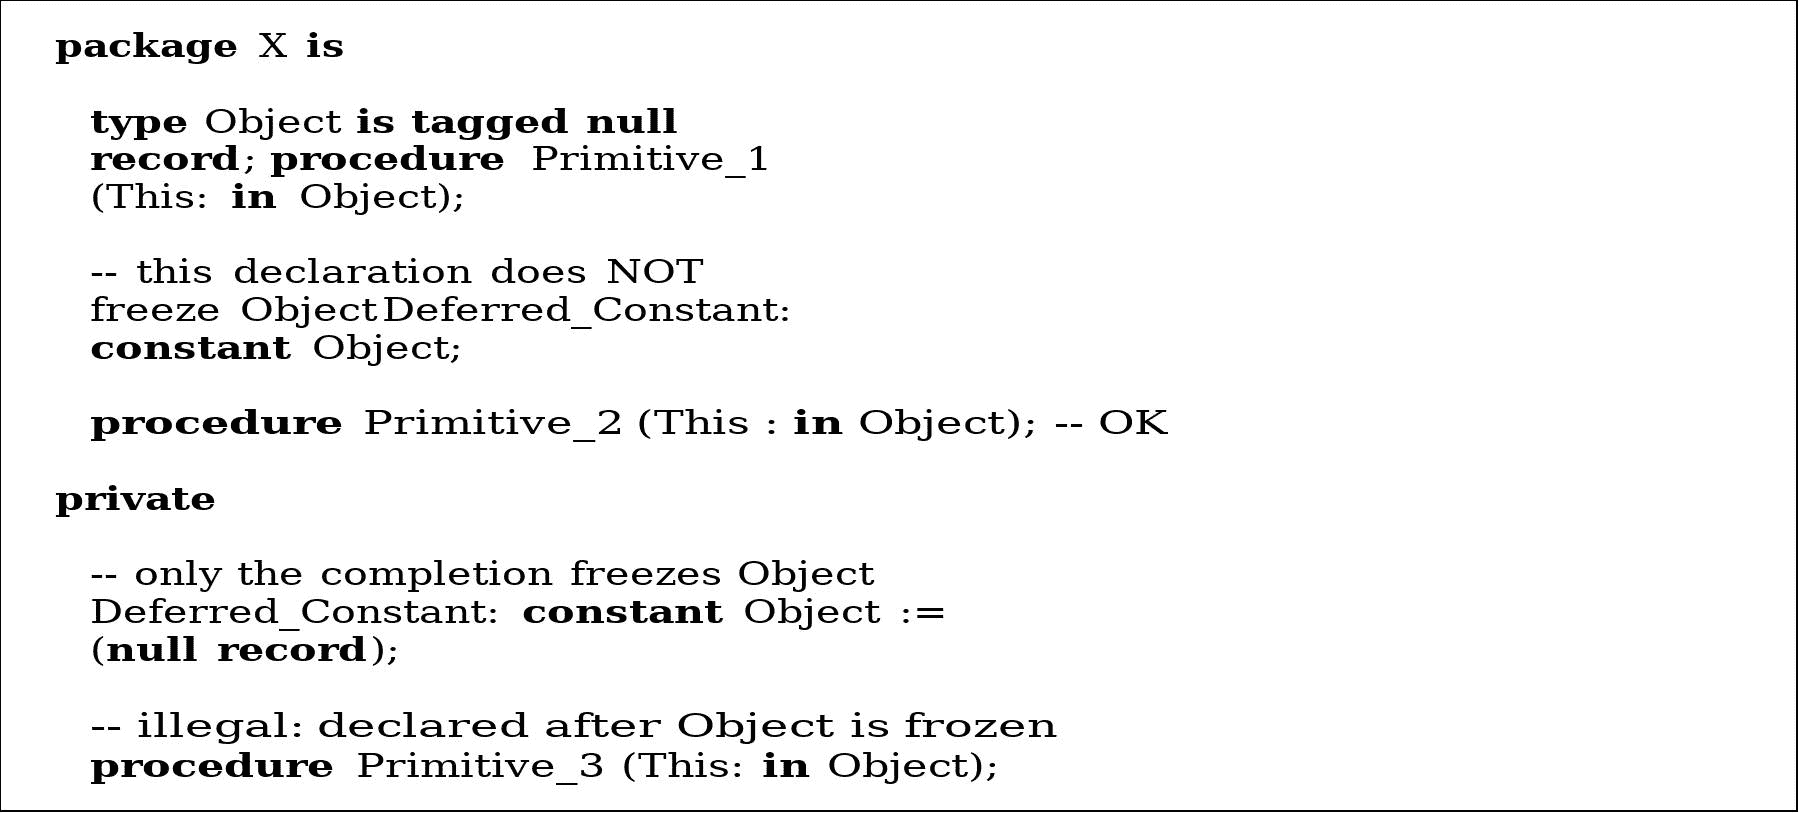 package X is
type Object is tagged null
record; procedure Primitive_1
(This: in Object);
-- this declaration does NOT
freeze ObjectDeferred_Constant:
constant Object;
procedure Primitive_2 (This : in Object); -- OK
private
-- only the completion freezes Object
Deferred_Constant: constant Object :=
(null record);
-- illegal: declared after Object is frozen
procedure Primitive_3 (This: in Object);